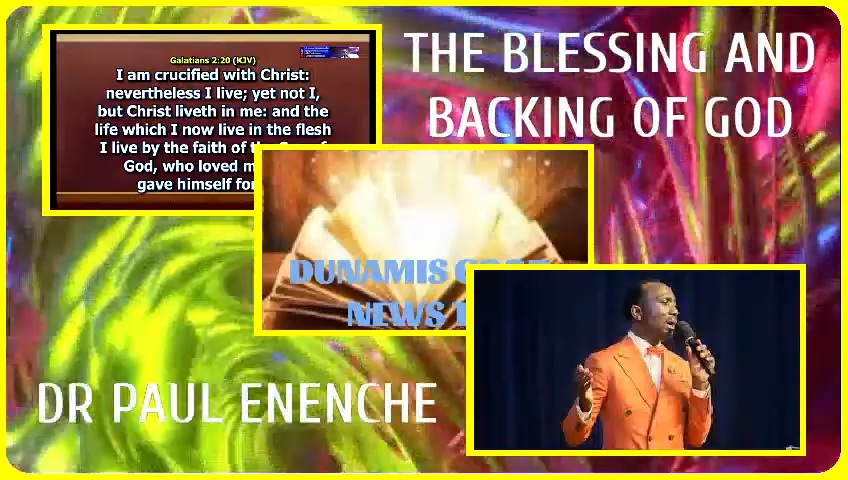 THE BLESSING AND
BACKING OF GOD
Galatians 2:20 (KJV)
I am crucified with Christ:
nevertheless I live; yet not I,
but Christ liveth in me: and the
life which I now live in the flesh
I live by the faith of
God, who loved
gave himself
DUNAMIS
NEWS
DR PAUL ENENCHE